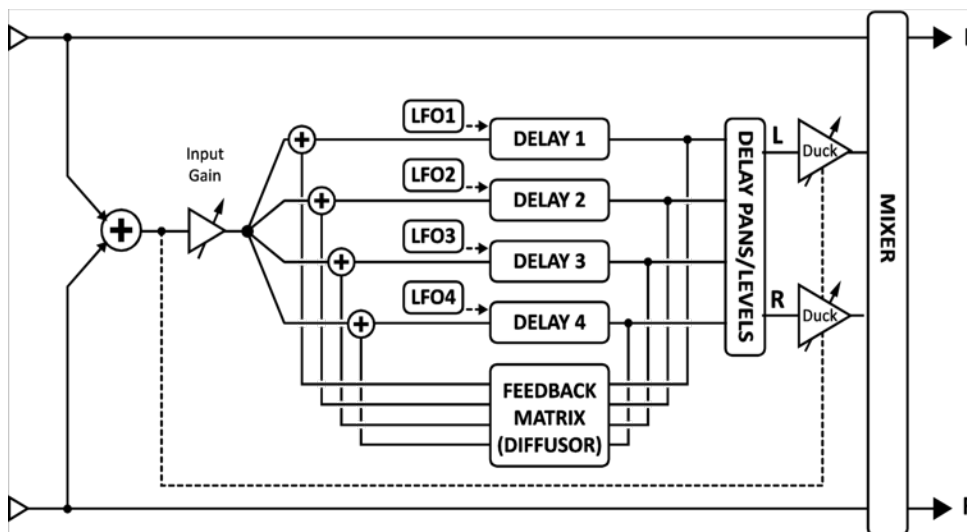 Input
Gain
LFO1
DELAY 1
LFO2
DELAY 2
LFO3
DELAY 3
LFO4
DELAY 4
FEEDBACK
MATRIX
(DIFFUSOR)
DELAY PANS/LEVELS
L
R
Duck
Duck
MIXER